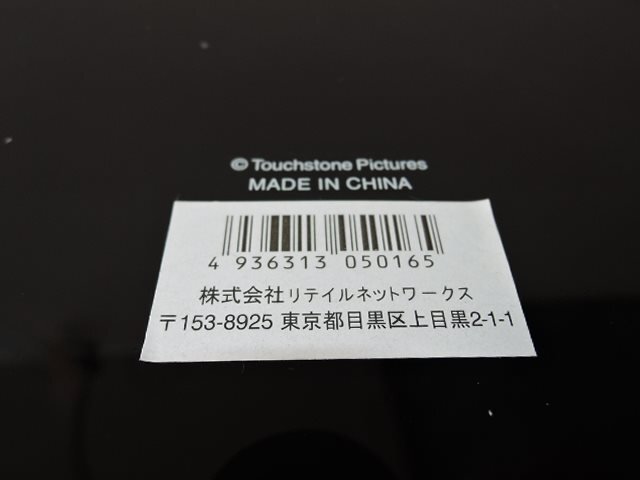 © Touchstone Pictures
MADE IN CHINA
4 936313 050165
株式会社リテイルネットワークス
〒153-8925 東京都目黒区上目黒2-1-1